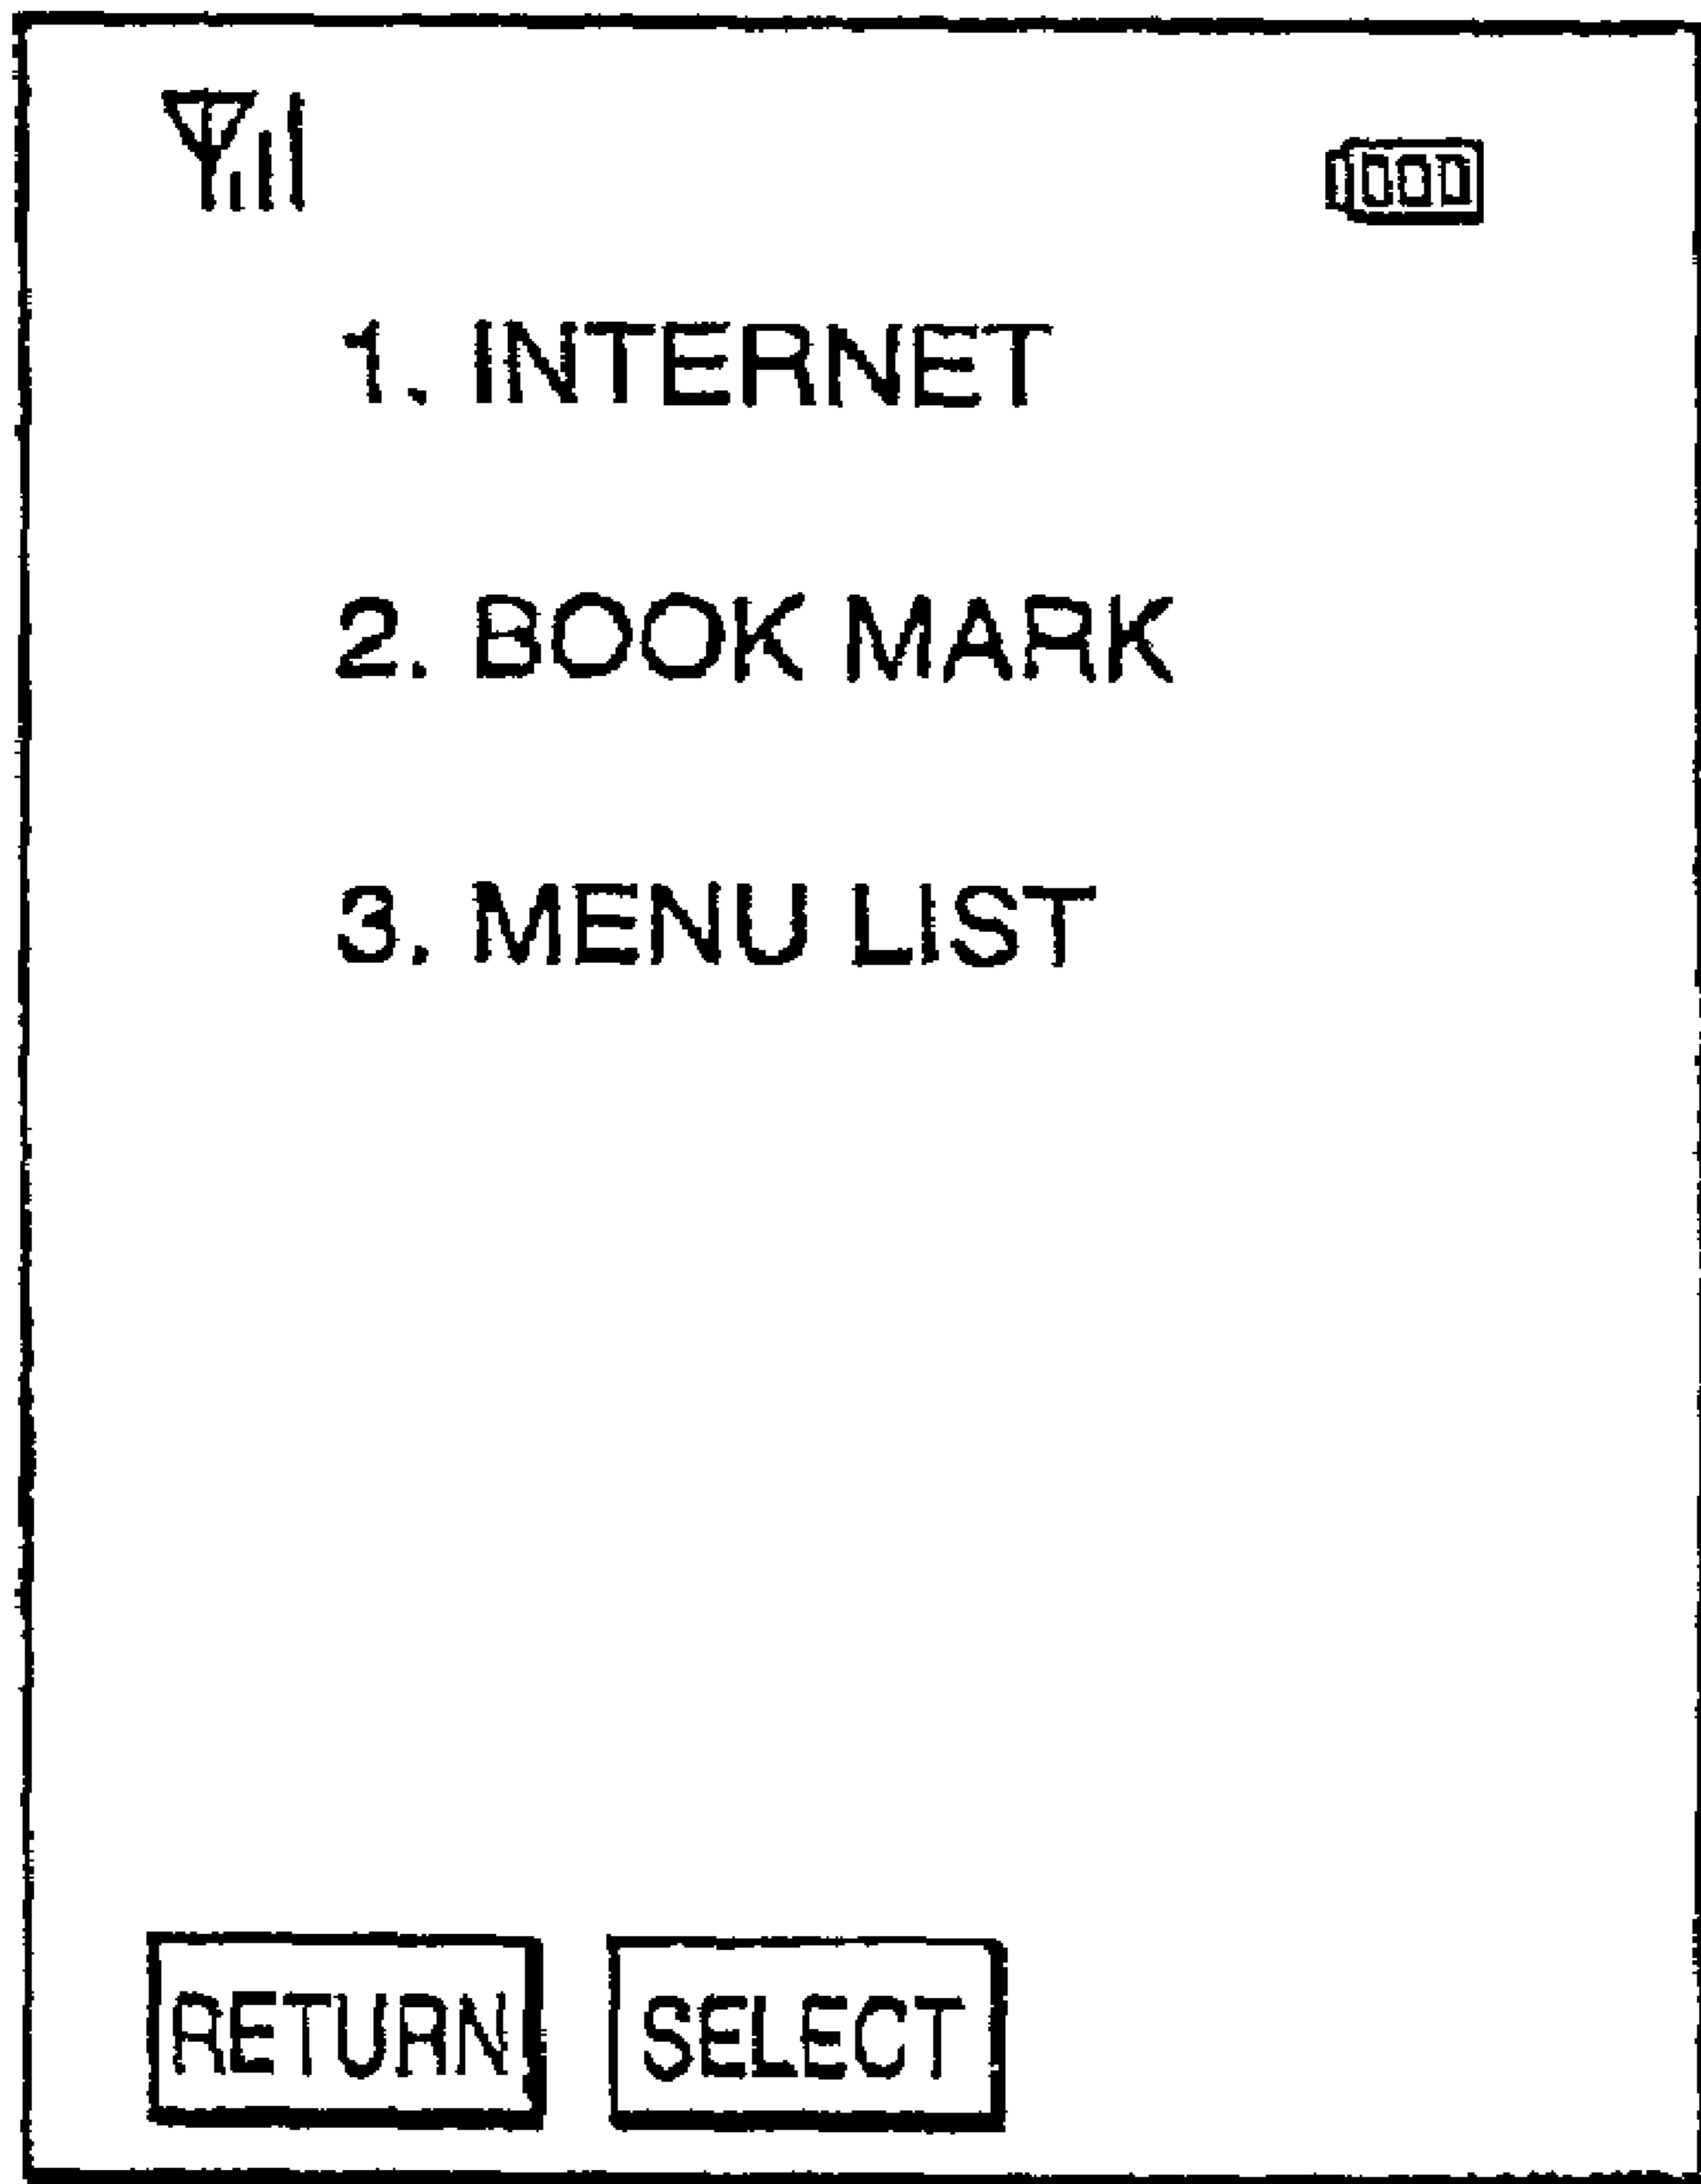 1. INTERNET
2. BOOK MARK
3. MENU LIST
RETURN SELECT